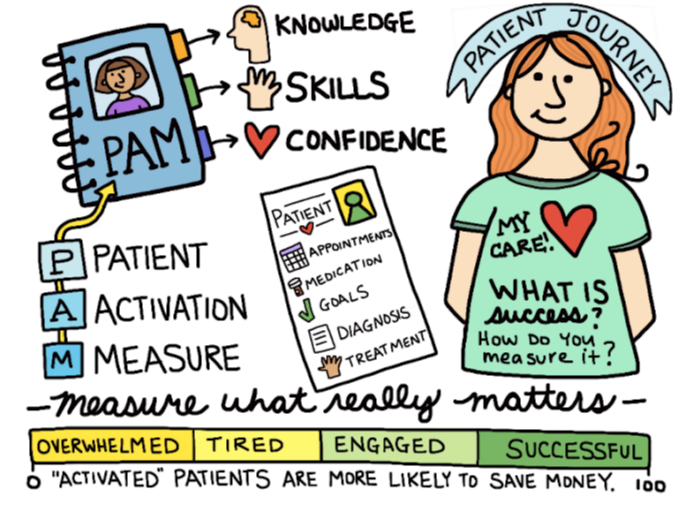 PAM
KNOWLEDGE
SKILLS
CONFIDENCE
P PATIENT
A ACTIVATION
M MEASURE
PATIENT
APPOINTMENTS
MEDICATION
GOALS
DIAGNOSIS
TREATMENT
PATIENT JOURNEY
MY
CARE!
WHAT IS
success?
HOW DO YOU
measure it?
- measure what really matters -
OVERWHELMED TIRED ENGAGED SUCCESSFUL
0 "ACTIVATED" PATIENTS ARE MORE LIKELY TO SAVE MONEY. 100